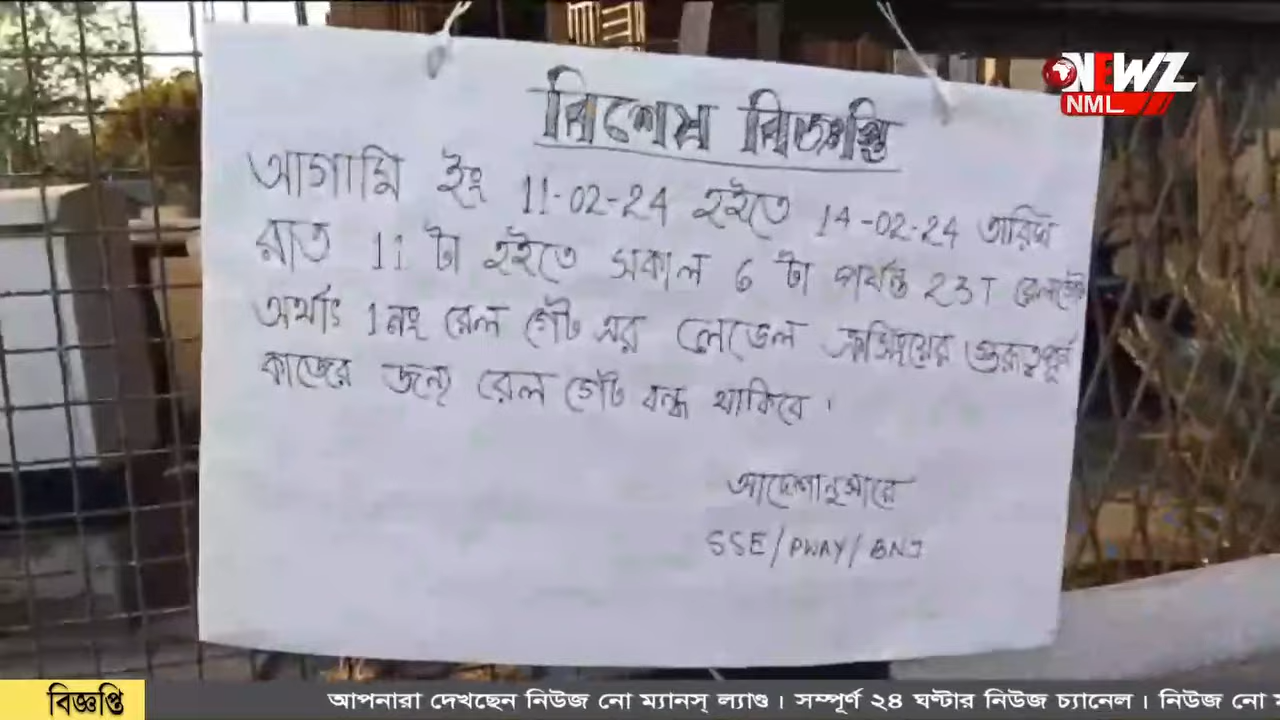 NEWZ
NML
বিশেষ বিজ্ঞপ্তি
আগামি ইং 11-02-24 হইতে 14-02-24 তারিখ
রাত 11 টা হইতে সকাল 6 টা পর্যন্ত 23T রেলগেট
অর্থাৎ 1নং রেল গেট এর লেভেল ক্রসিংয়ের গুরুত্বপূর্ণ
কাজের জন্য রেল গেট বন্ধ থাকিবে।
আদেশানুসারে
SSE/PWAY/BNJ
বিজ্ঞপ্তি
আপনারা দেখছেন নিউজ নো ম্যানস্ ল্যাণ্ড। সম্পূর্ণ ২৪ ঘণ্টার নিউজ চ্যানেল। নিউজ নো